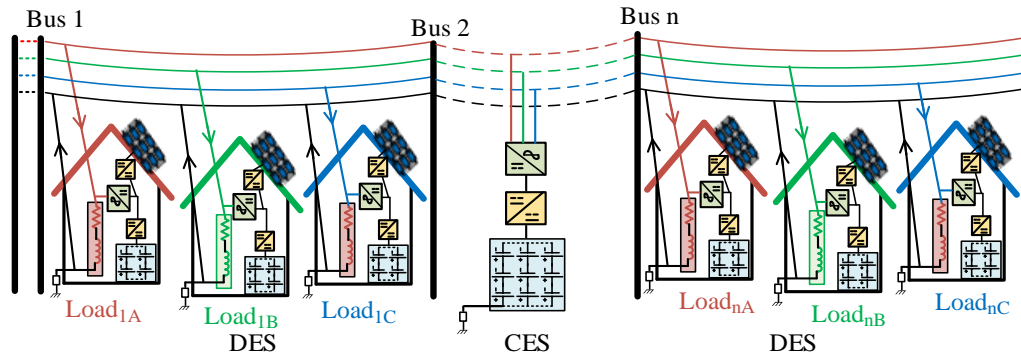 Bus 1
Bus 2
Bus n
Load1A
Load1B
Load1C
LoadnA
LoadnB
LoadnC
DES
CES
DES